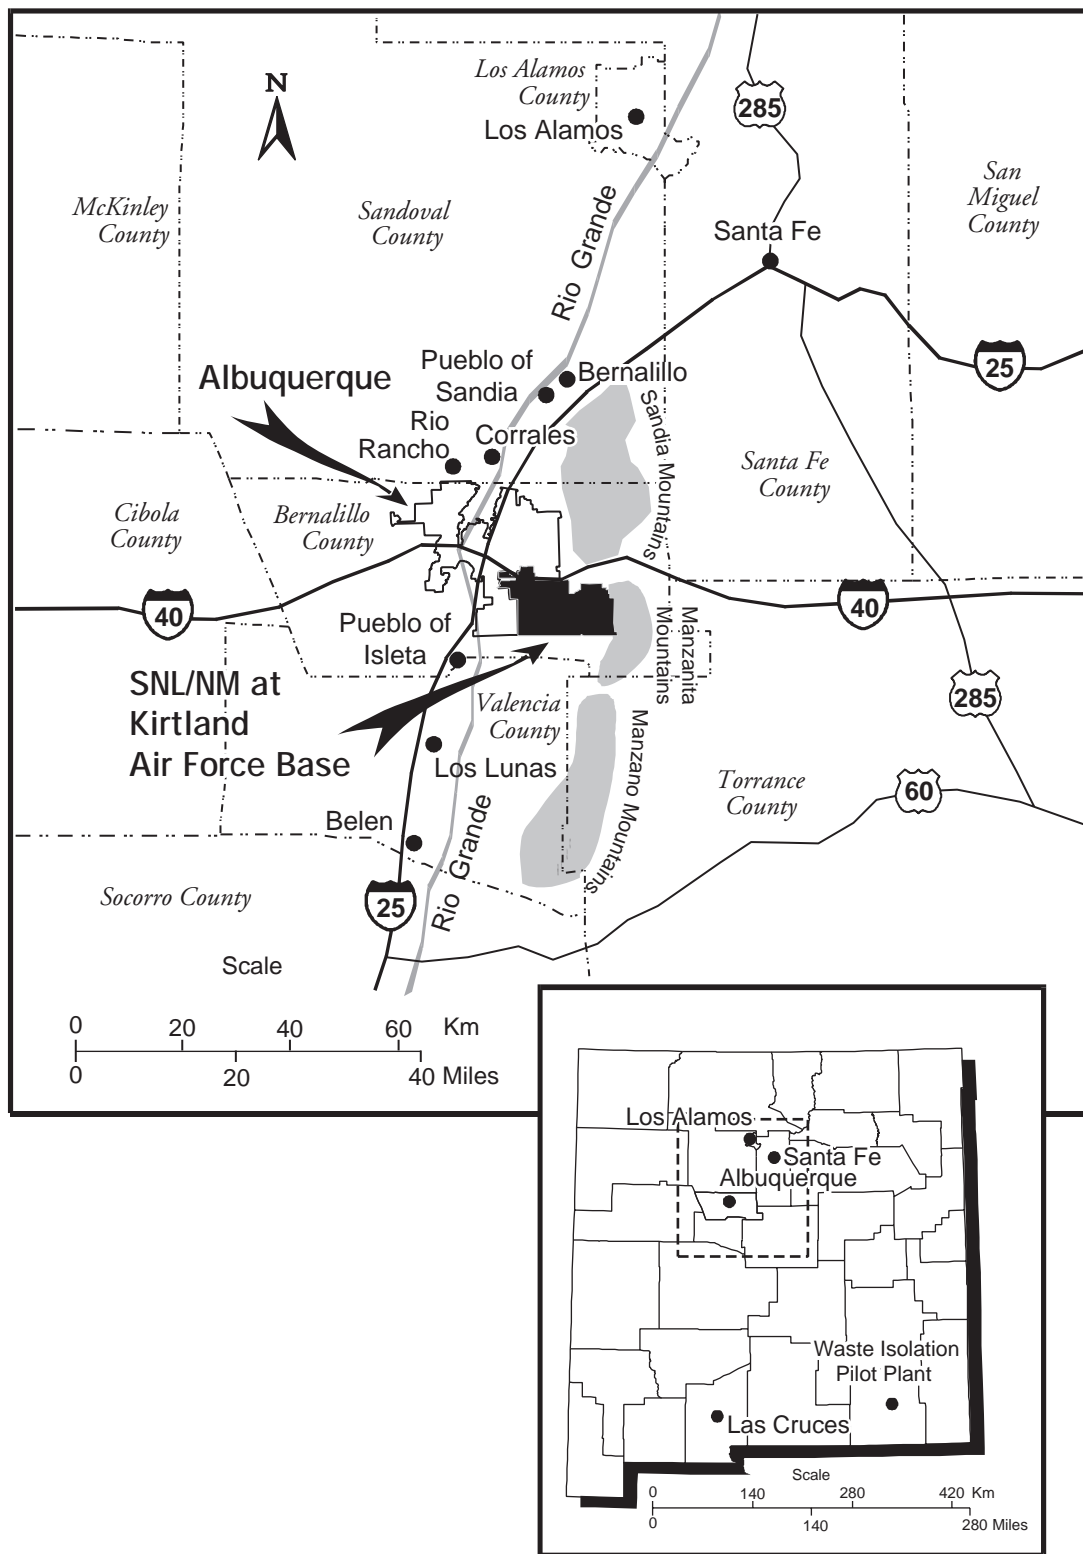 N
Los Alamos
County
Los Alamos
285
San
Miguel
County
McKinley
County
Sandoval
County
Rio Grande
Santa Fe
25
Pueblo of
Sandia
Bernalillo
Albuquerque
Rio
Rancho
Corrales
Sandia Mountains
Santa Fe
County
Cibola
County
Bernalillo
County
40
40
Pueblo of
Isleta
Manzanita
Mountains
SNL/NM at
Kirtland
Air Force Base
Valencia
County
285
Los Lunas
Manzano Mountains
Torrance
County
60
Belen
Rio Grande
Socorro County
25
Scale
0 20 40 60 Km
0 20 40 Miles
Los Alamos
Santa Fe
Albuquerque
Waste Isolation
Pilot Plant
Las Cruces
Scale
0 140 280 420 Km
0 140 280 Miles